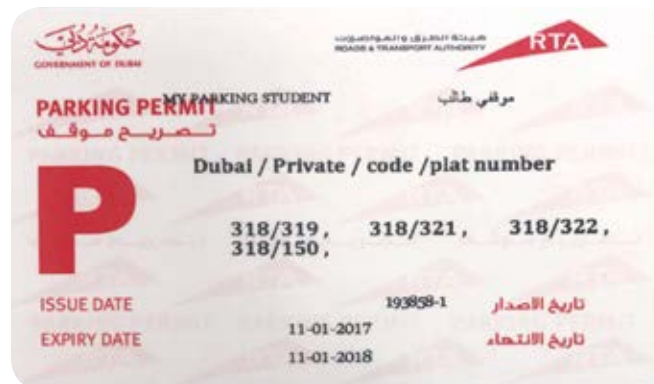 حكومة دبي
GOVERNMENT OF DUBAI
هيئة الطرق و المواصلات
ROADS & TRANSPORT AUTHORITY
RTA
PARKING PERMIT
MY PARKING STUDENT
موقفي طالب
تصريح موقف
P
Dubai / Private / code /plat number
318/319 , 318/321 , 318/322 ,
318/150 ,
ISSUE DATE 193858-1 تاريخ الاصدار
11-01-2017
EXPIRY DATE تاريخ الانتهاء
11-01-2018